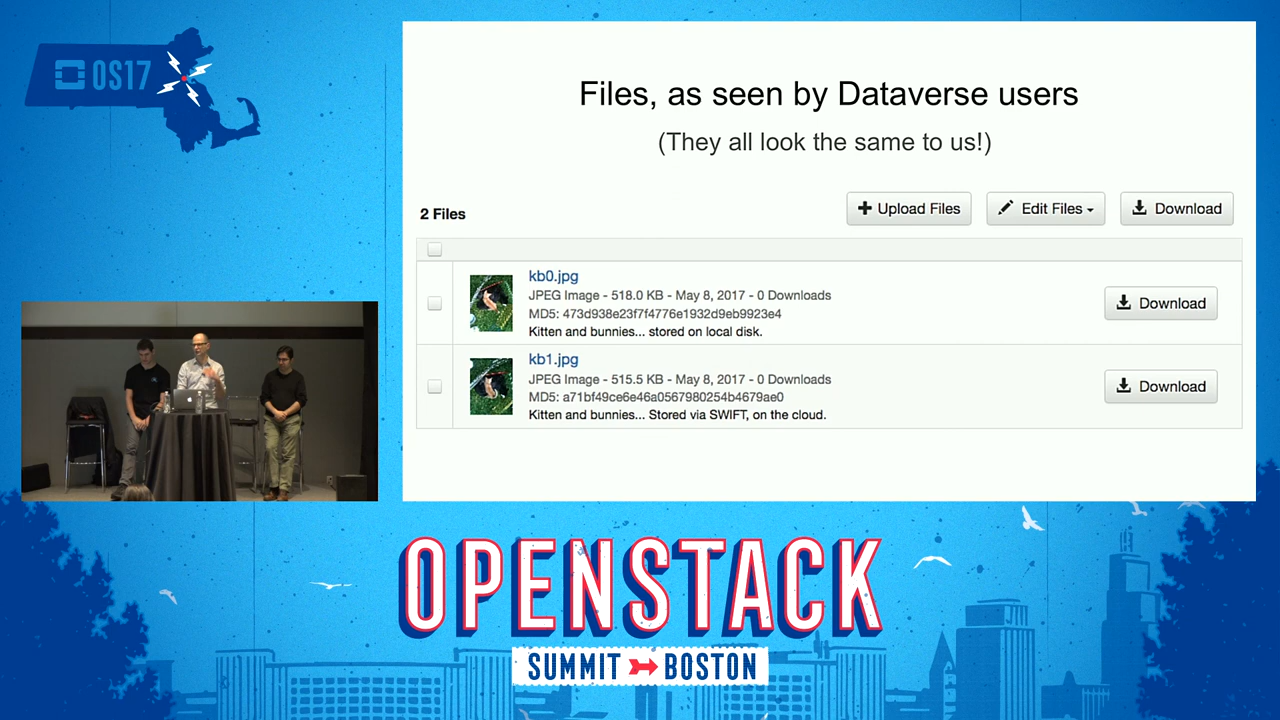 OS17
Files, as seen by Dataverse users
(They all look the same to us!)
2 Files
Upload Files
Edit Files
Download
kb0.jpg
JPEG Image - 518.0 KB - May 8, 2017 - 0 Downloads
MD5: 473d938e23f7f4776e1932d9eb9923e4
Kitten and bunnies... stored on local disk.
Download
kb1.jpg
JPEG Image - 515.5 KB - May 8, 2017 - 0 Downloads
MD5: a71bf49ce6e46a0567980254b4679ae0
Kitten and bunnies... Stored via SWIFT, on the cloud.
Download
OPENSTACK
SUMMIT BOSTON